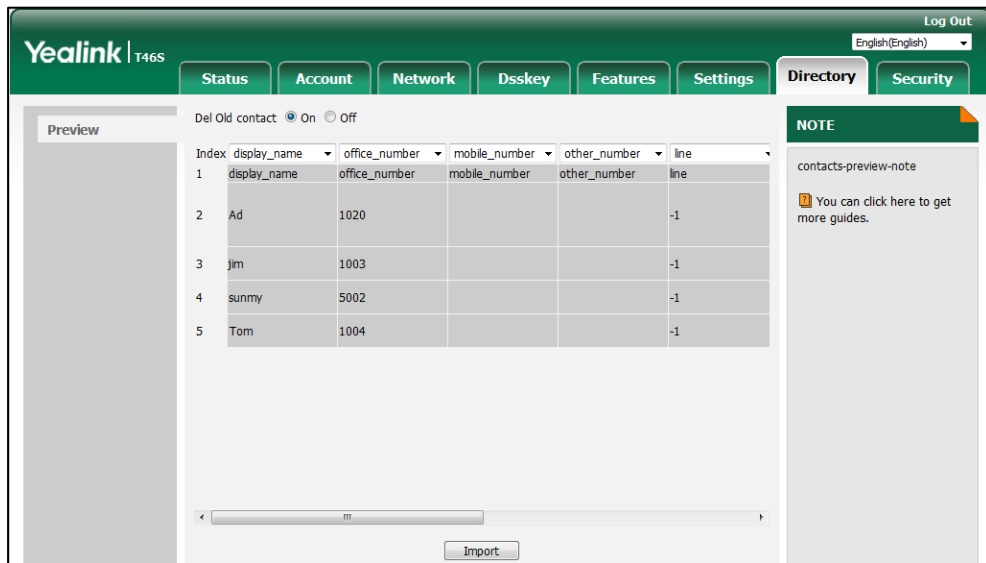 Log Out
Yealink | T46S
English(English)
Status Account Network Dsskey Features Settings Directory Security
Preview
Del Old contact On Off
NOTE
Index display_name office_number mobile_number other_number line
1 display_name office_number mobile_number other_number line
2 Ad 1020 -1
3 jim 1003 -1
4 sunmy 5002 -1
5 Tom 1004 -1
contacts-preview-note
? You can click here to get
more guides.
Import